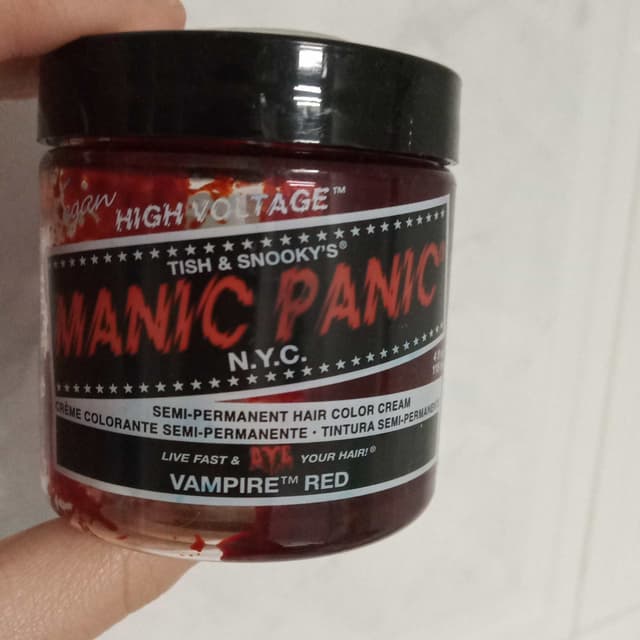 Vegan
HIGH VOLTAGE™
TISH & SNOOKY'S®
MANIC PANIC
N.Y.C.
SEMI-PERMANENT HAIR COLOR CREAM
CRÈME COLORANTE SEMI-PERMANENTE · TINTURA SEMI-PERMANENTE
LIVE FAST & DYE YOUR HAIR!®
VAMPIRE™ RED